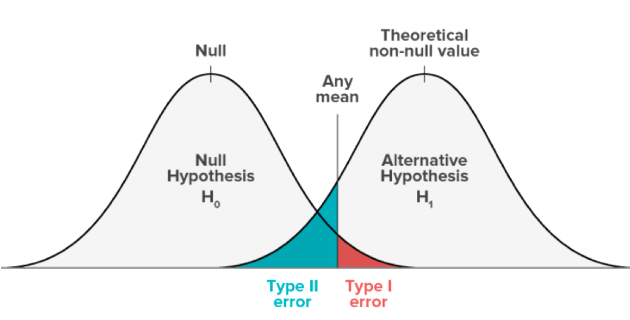 Null
Theoretical
non-null value
Any
mean
Null
Hypothesis
H₀
Alternative
Hypothesis
H₁
Type II
error
Type I
error